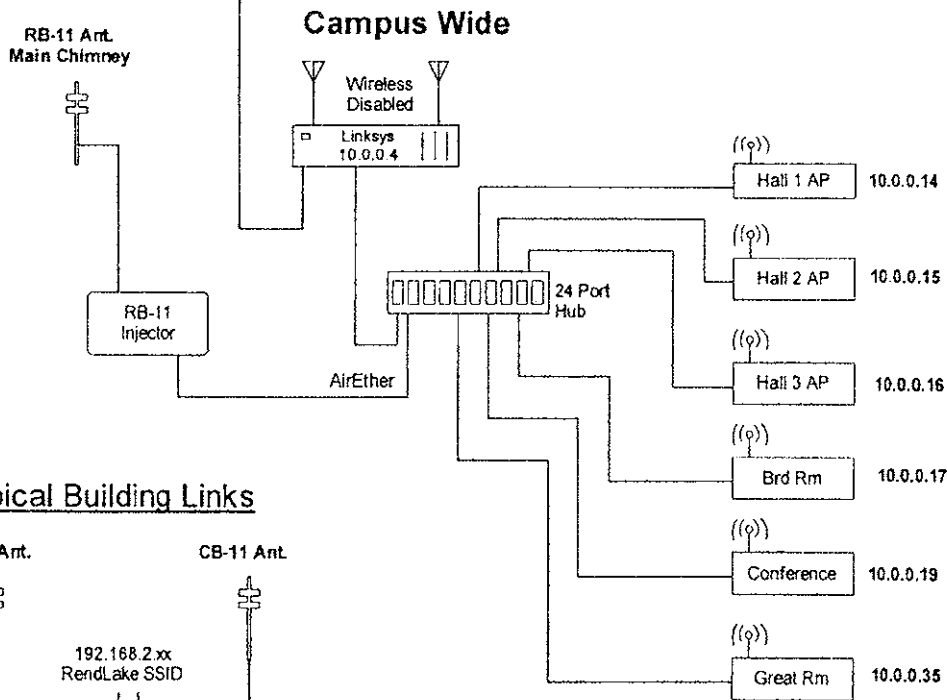 Campus Wide
RB-11 Ant.
Main Chimney
Wireless
Disabled
Linksys
10.0.0.4
Hall 1 AP
10.0.0.14
Hall 2 AP
10.0.0.15
24 Port
Hub
RB-11
Injector
AirEther
Hall 3 AP
10.0.0.16
Brd Rm
10.0.0.17
pical Building Links
Ant.
CB-11 Ant.
Conference
10.0.0.19
192.168.2.xx
RendLake SSID
Great Rm
10.0.0.35